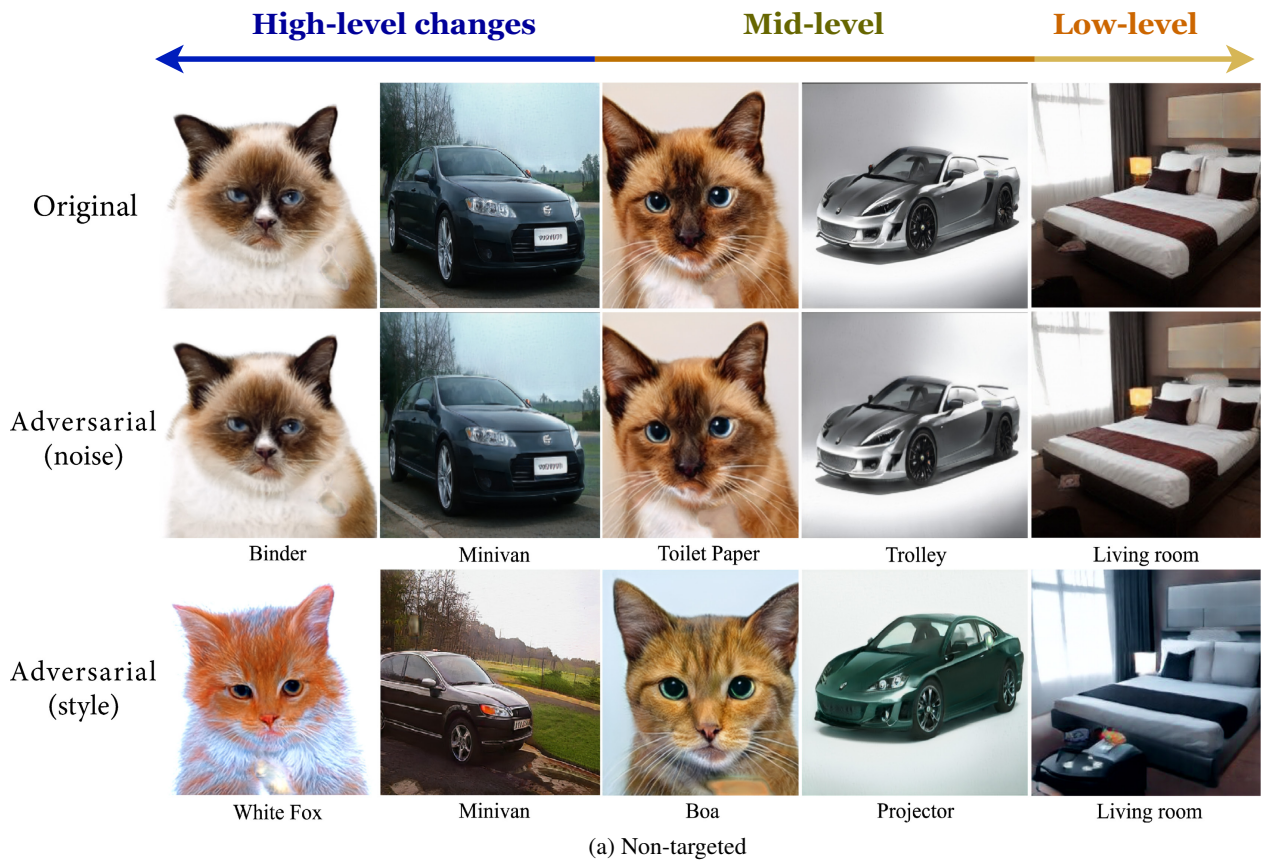 High-level changes Mid-level Low-level
Original
Adversarial
(noise)
Binder Minivan Toilet Paper Trolley Living room
Adversarial
(style)
White Fox Minivan Boa Projector Living room
(a) Non-targeted